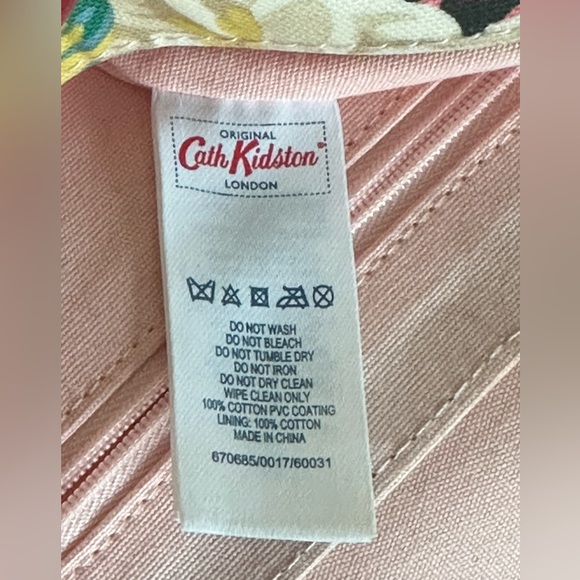 ORIGINAL
Cath Kidston®
LONDON
DO NOT WASH
DO NOT BLEACH
DO NOT TUMBLE DRY
DO NOT IRON
DO NOT DRY CLEAN
WIPE CLEAN ONLY
100% COTTON PVC COATING
LINING: 100% COTTON
MADE IN CHINA
670685/0017/60031